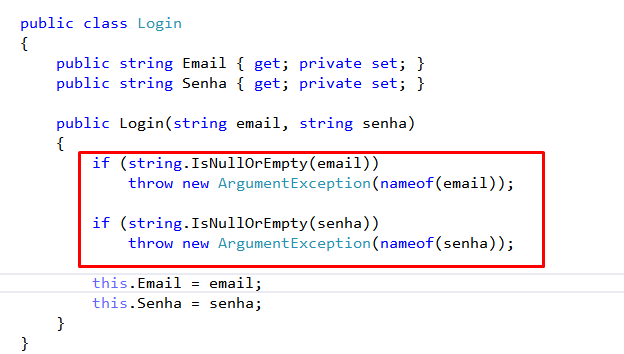 public class Login
{
public string Email { get; private set; }
public string Senha { get; private set; }
public Login(string email, string senha)
{
if (string.IsNullOrEmpty(email))
throw new ArgumentException(nameof(email));
if (string.IsNullOrEmpty(senha))
throw new ArgumentException(nameof(senha));
this.Email = email;
this.Senha = senha;
}
}